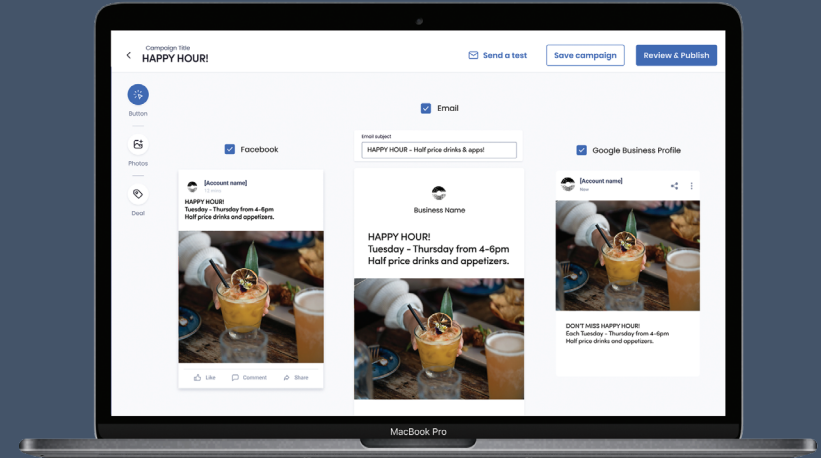 Campaign Title
HAPPY HOUR!
Send a test
Save campaign
Review & Publish
Button
Photos
Deal
Facebook
[Account name]
12 mins
HAPPY HOUR!
Tuesday - Thursday from 4-6pm
Half price drinks and appetizers.
Like
Comment
Share
Email
Email subject
HAPPY HOUR - Half price drinks & apps!
Business Name
HAPPY HOUR!
Tuesday - Thursday from 4-6pm
Half price drinks and appetizers.
Google Business Profile
[Account name]
Now
DON'T MISS HAPPY HOUR!
Each Tuesday - Thursday from 4-6pm
Half price drinks and appetizers.
MacBook Pro